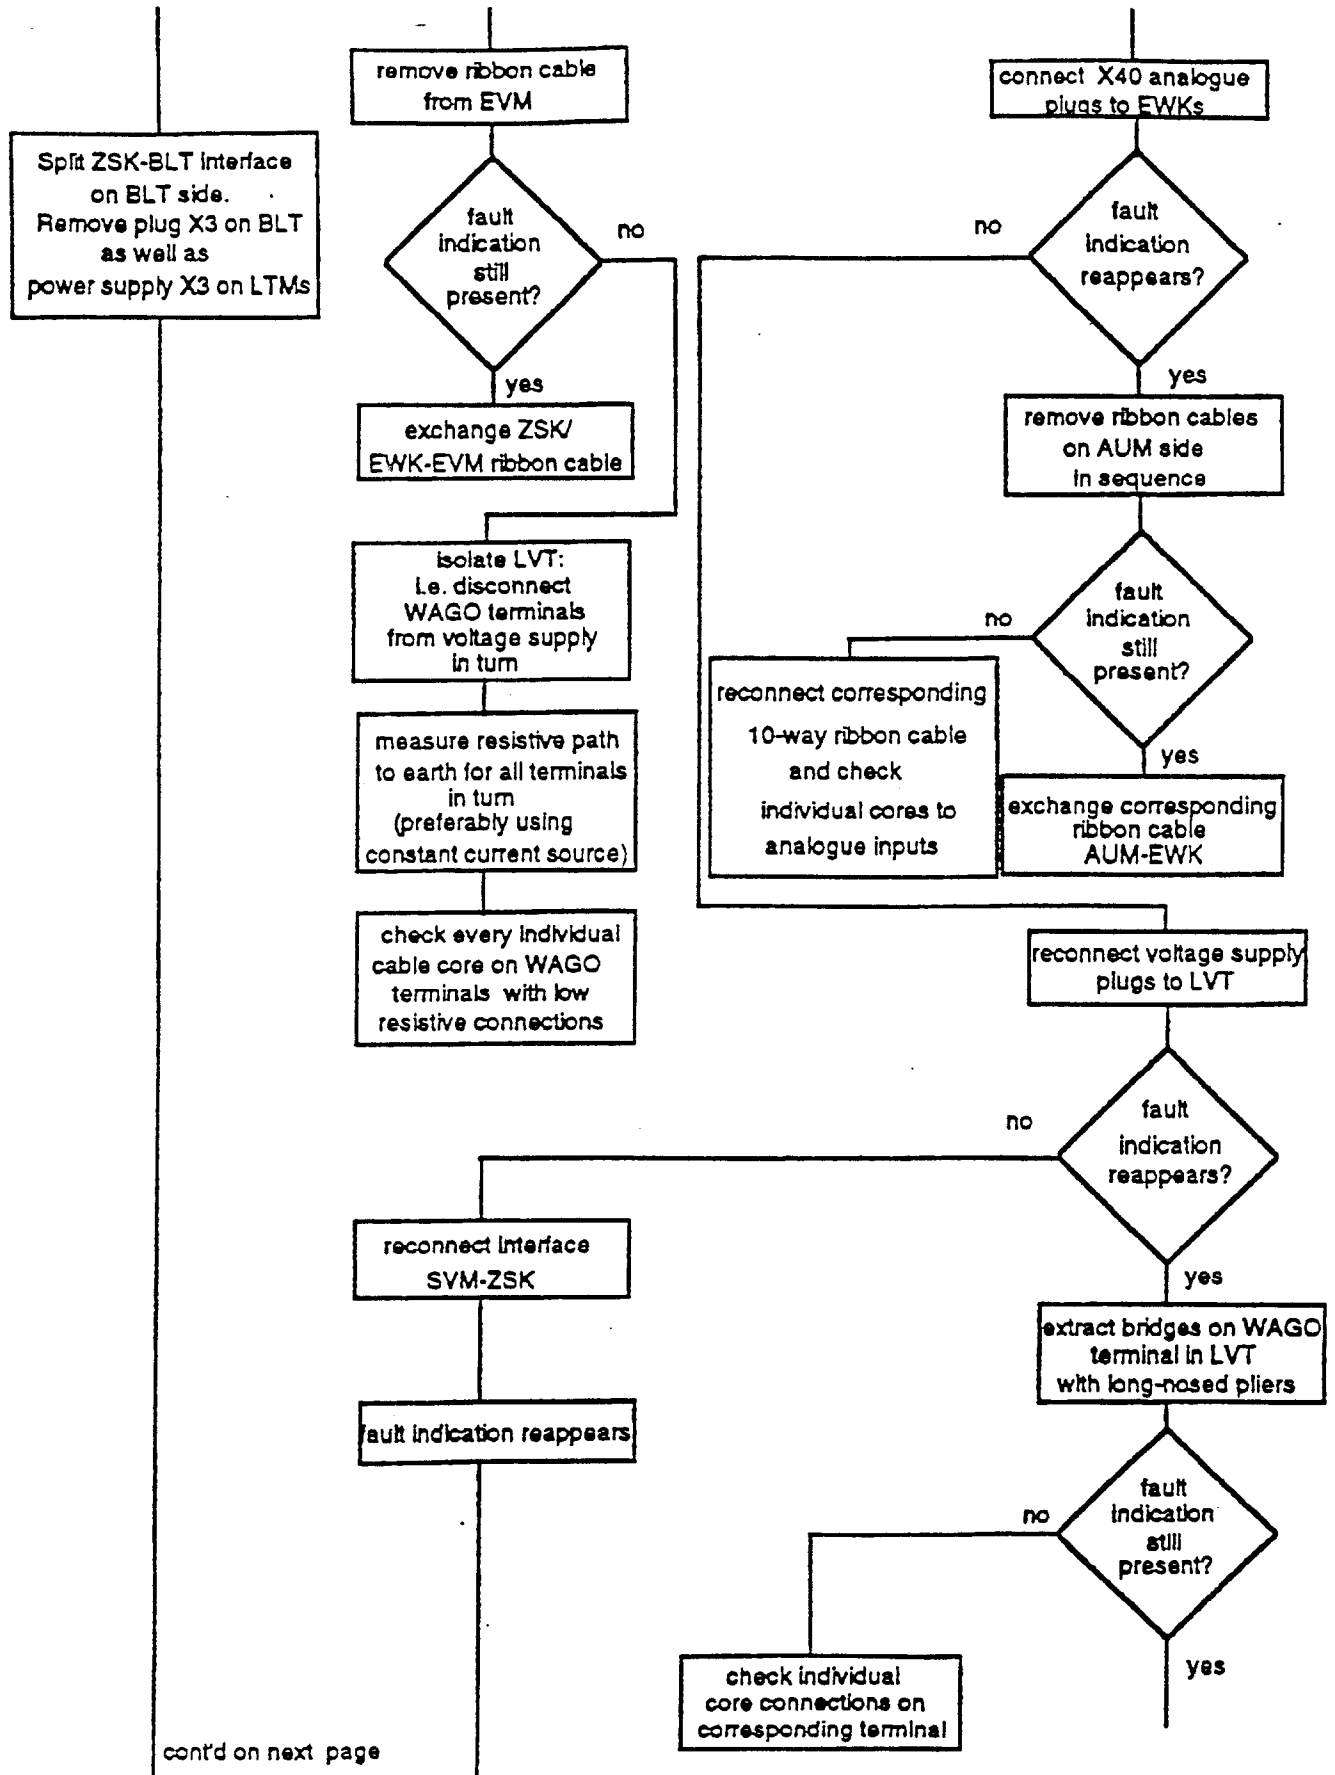 Split ZSK-BLT interface
on BLT side.
Remove plug X3 on BLT
as well as
power supply X3 on LTMs
remove ribbon cable
from EVM
fault
indication
still
present?
no
yes
exchange ZSK/
EWK-EVM ribbon cable
isolate LVT:
i.e. disconnect
WAGO terminals
from voltage supply
in turn
measure resistive path
to earth for all terminals
in turn
(preferably using
constant current source)
check every individual
cable core on WAGO
terminals with low
resistive connections
connect X40 analogue
plugs to EWKs
fault
indication
reappears?
no
yes
remove ribbon cables
on AUM side
in sequence
fault
indication
still
present?
no
yes
reconnect corresponding
10-way ribbon cable
and check
individual cores to
analogue inputs
exchange corresponding
ribbon cable
AUM-EWK
reconnect voltage supply
plugs to LVT
fault
indication
reappears?
no
yes
reconnect interface
SVM-ZSK
fault indication reappears
extract bridges on WAGO
terminal in LVT
with long-nosed pliers
fault
indication
still
present?
no
yes
check individual
core connections on
corresponding terminal
cont'd on next page